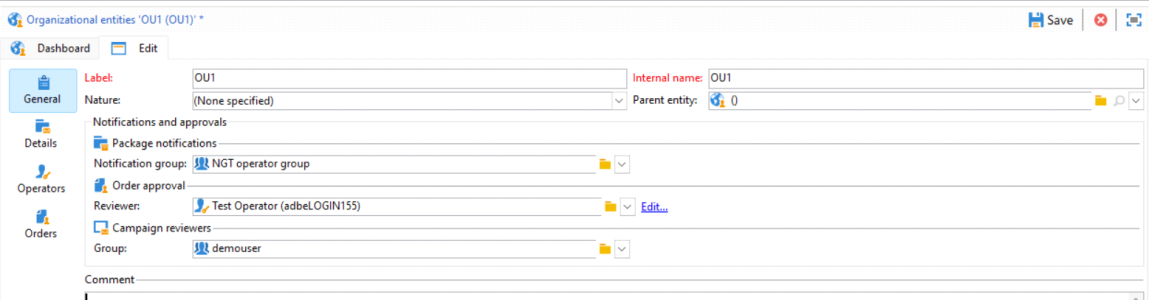 Organizational entities 'OU1 (OU1)' *
Save
Dashboard
Edit
General
Details
Operators
Orders
Label: OU1 Internal name: OU1
Nature: (None specified) Parent entity: ()
Notifications and approvals
Package notifications
Notification group: NGT operator group
Order approval
Reviewer: Test Operator (adbeLOGIN155) Edit...
Campaign reviewers
Group: demouser
Comment